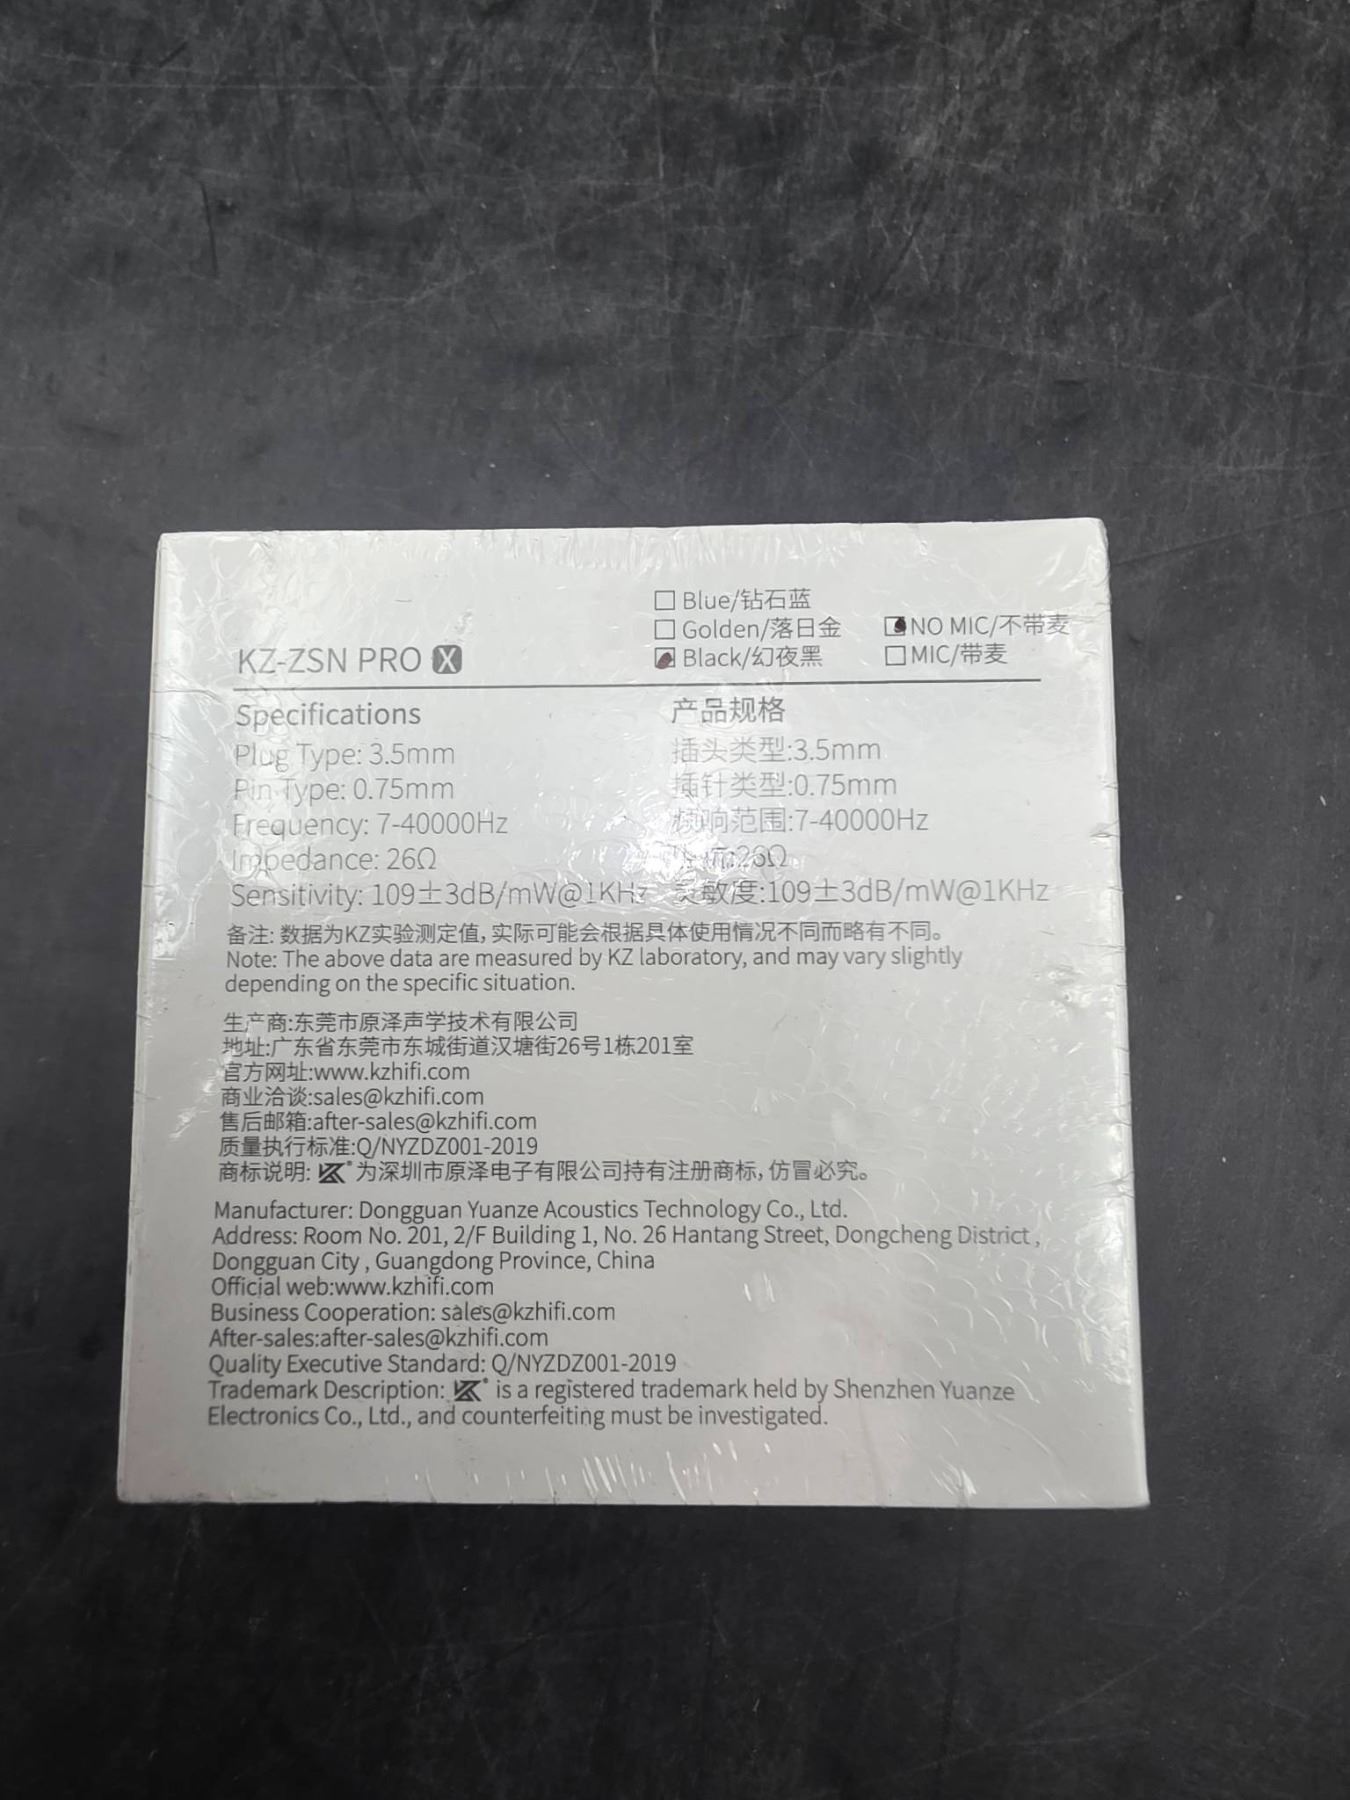 Blue/钻石蓝
Golden/落日金
NO MIC/不带麦
KZ-ZSN PRO X
Black/幻夜黑
MIC/带麦
Specifications
产品规格
Plug Type: 3.5mm
插头类型:3.5mm
Pin Type: 0.75mm
插针类型:0.75mm
Frequency: 7-40000Hz
频响范围:7-40000Hz
Impedance: 26Ω
:26Ω
Sensitivity: 109±3dB/mW@1KHz
灵敏度:109±3dB/mW@1KHz
备注: 数据为KZ实验测定值, 实际可能会根据具体使用情况不同而略有不同。
Note: The above data are measured by KZ laboratory, and may vary slightly
depending on the specific situation.
生产商:东莞市原泽声学技术有限公司
地址:广东省东莞市东城街道汉塘街26号1栋201室
官方网址:www.kzhifi.com
商业洽谈:sales@kzhifi.com
售后邮箱:after-sales@kzhifi.com
质量执行标准:Q/NYZDZ001-2019
商标说明: KZ® 为深圳市原泽电子有限公司持有注册商标, 仿冒必究。
Manufacturer: Dongguan Yuanze Acoustics Technology Co., Ltd.
Address: Room No. 201, 2/F Building 1, No. 26 Hantang Street, Dongcheng District ,
Dongguan City , Guangdong Province, China
Official web:www.kzhifi.com
Business Cooperation: sales@kzhifi.com
After-sales:after-sales@kzhifi.com
Quality Executive Standard: Q/NYZDZ001-2019
Trademark Description: KZ® is a registered trademark held by Shenzhen Yuanze
Electronics Co., Ltd., and counterfeiting must be investigated.